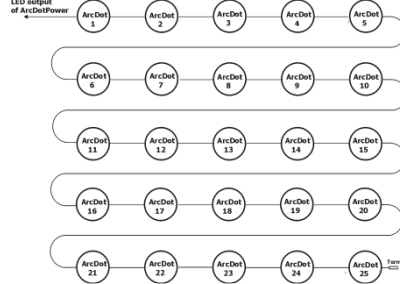 LED output
of ArcDotPower
ArcDot
1
ArcDot
2
ArcDot
3
ArcDot
4
ArcDot
5
ArcDot
6
ArcDot
7
ArcDot
8
ArcDot
9
ArcDot
10
ArcDot
11
ArcDot
12
ArcDot
13
ArcDot
14
ArcDot
15
ArcDot
16
ArcDot
17
ArcDot
18
ArcDot
19
ArcDot
20
ArcDot
21
ArcDot
22
ArcDot
23
ArcDot
24
ArcDot
25
Term